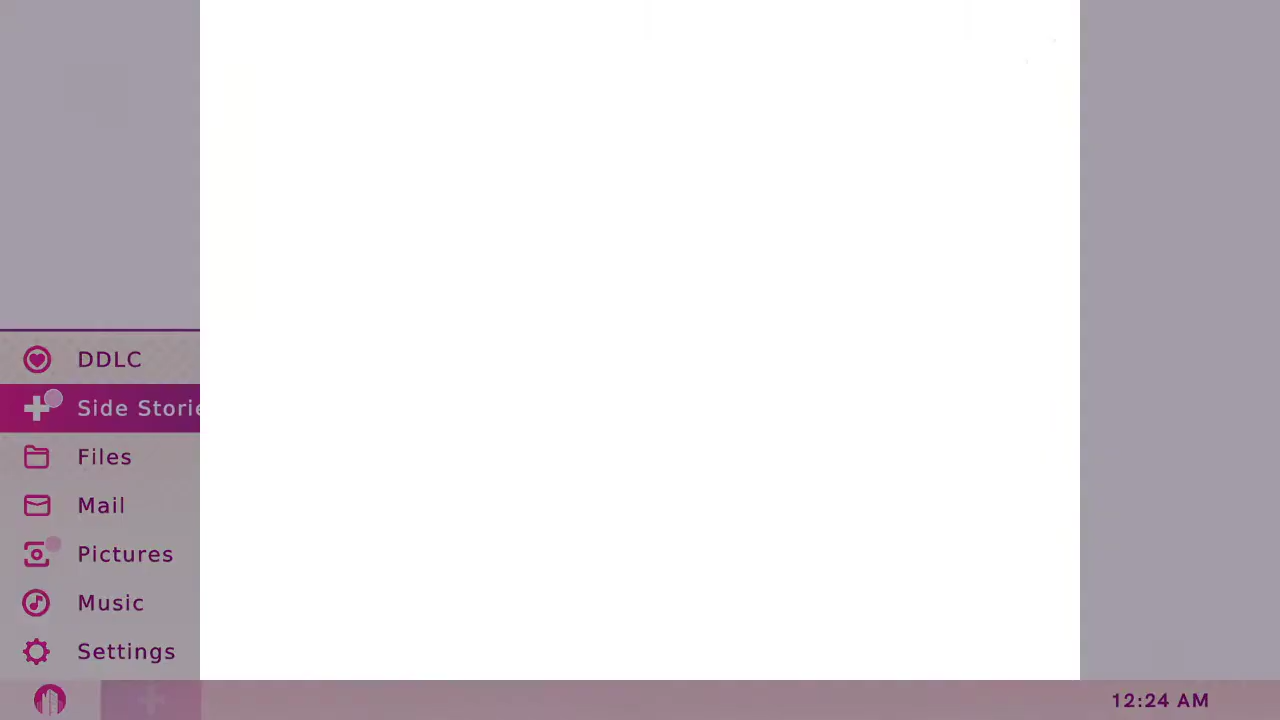 DDLC
Side Storie
Files
Mail
Pictures
Music
Settings
12:24 AM